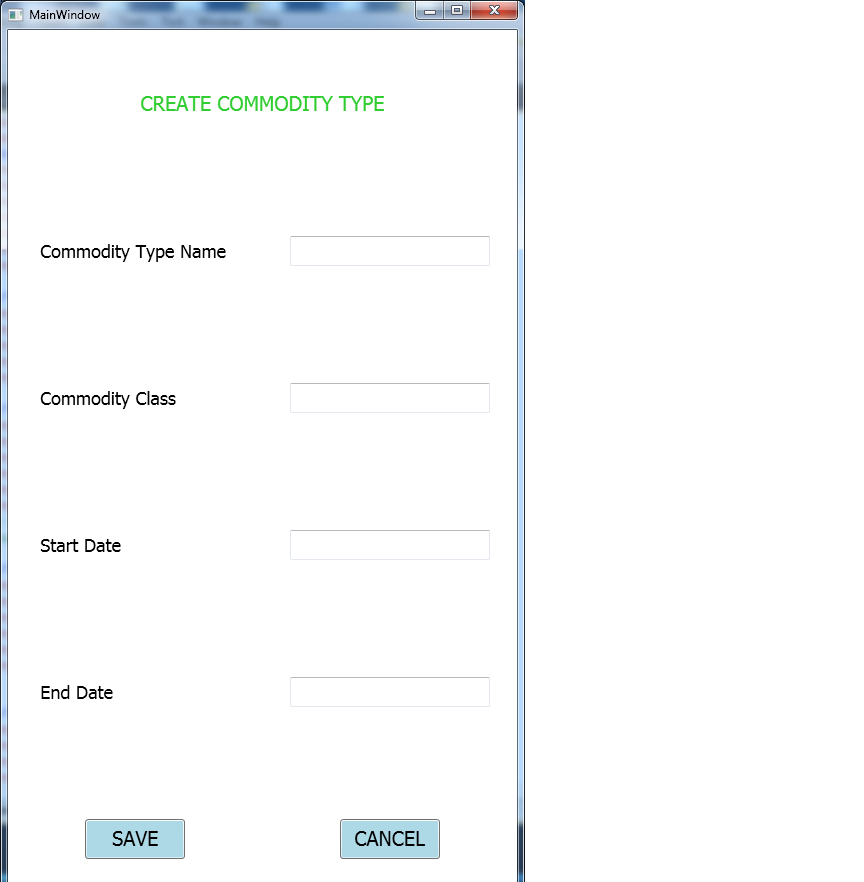 MainWindow
CREATE COMMODITY TYPE
Commodity Type Name
Commodity Class
Start Date
End Date
SAVE CANCEL